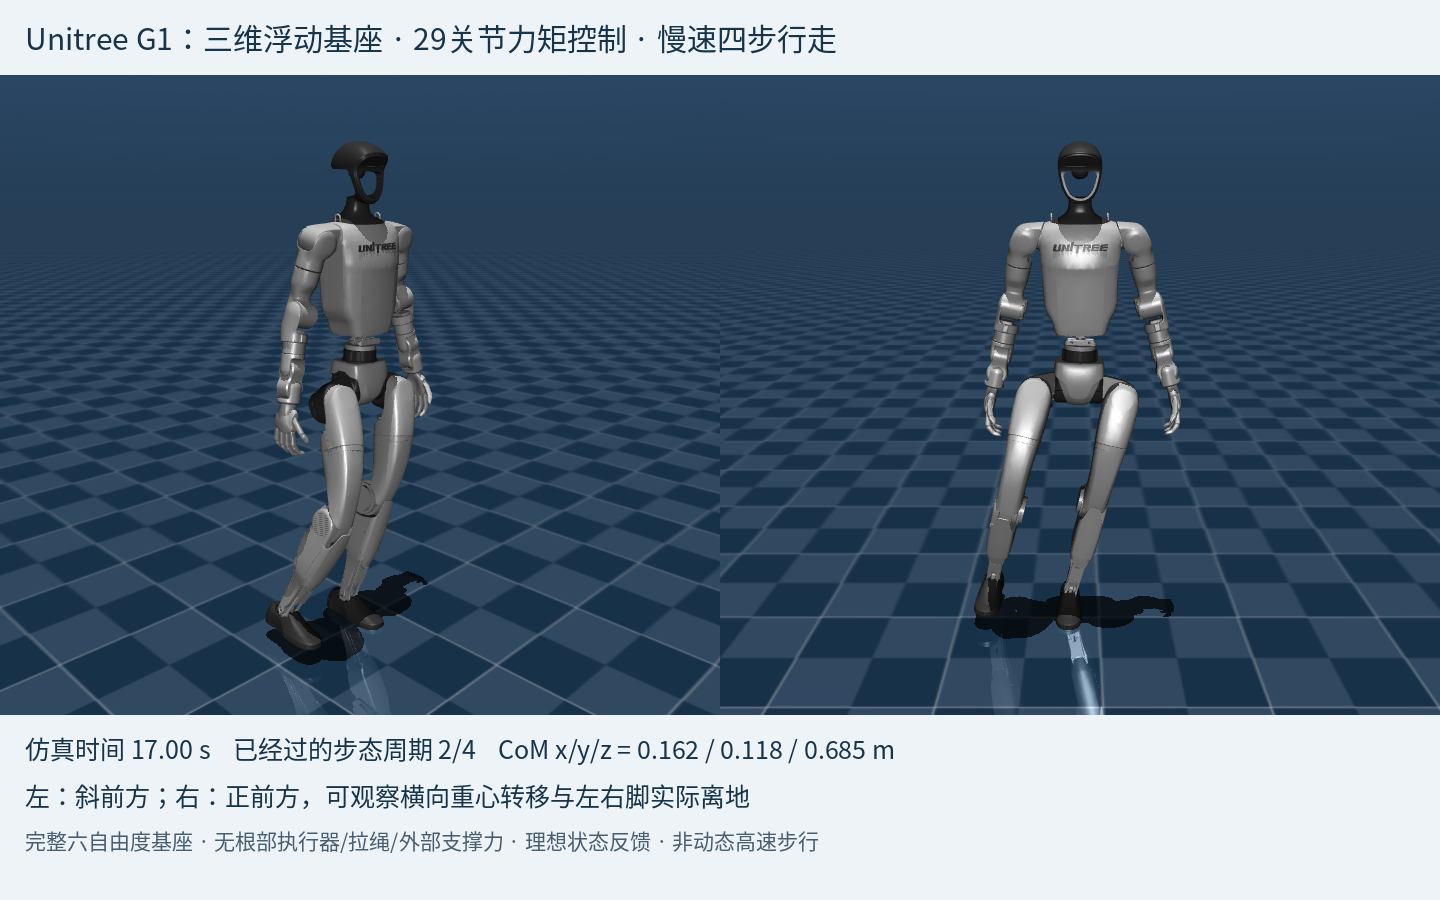 Unitree G1：三维浮动基座 · 29关节力矩控制 · 慢速四步行走
UNITREE
UNITREE
仿真时间 17.00 s 已经过的步态周期 2/4 CoM x/y/z = 0.162 / 0.118 / 0.685 m
左：斜前方；右：正前方，可观察横向重心转移与左右脚实际离地
完整六自由度基座 · 无根部执行器/拉绳/外部支撑力 · 理想状态反馈 · 非动态高速步行